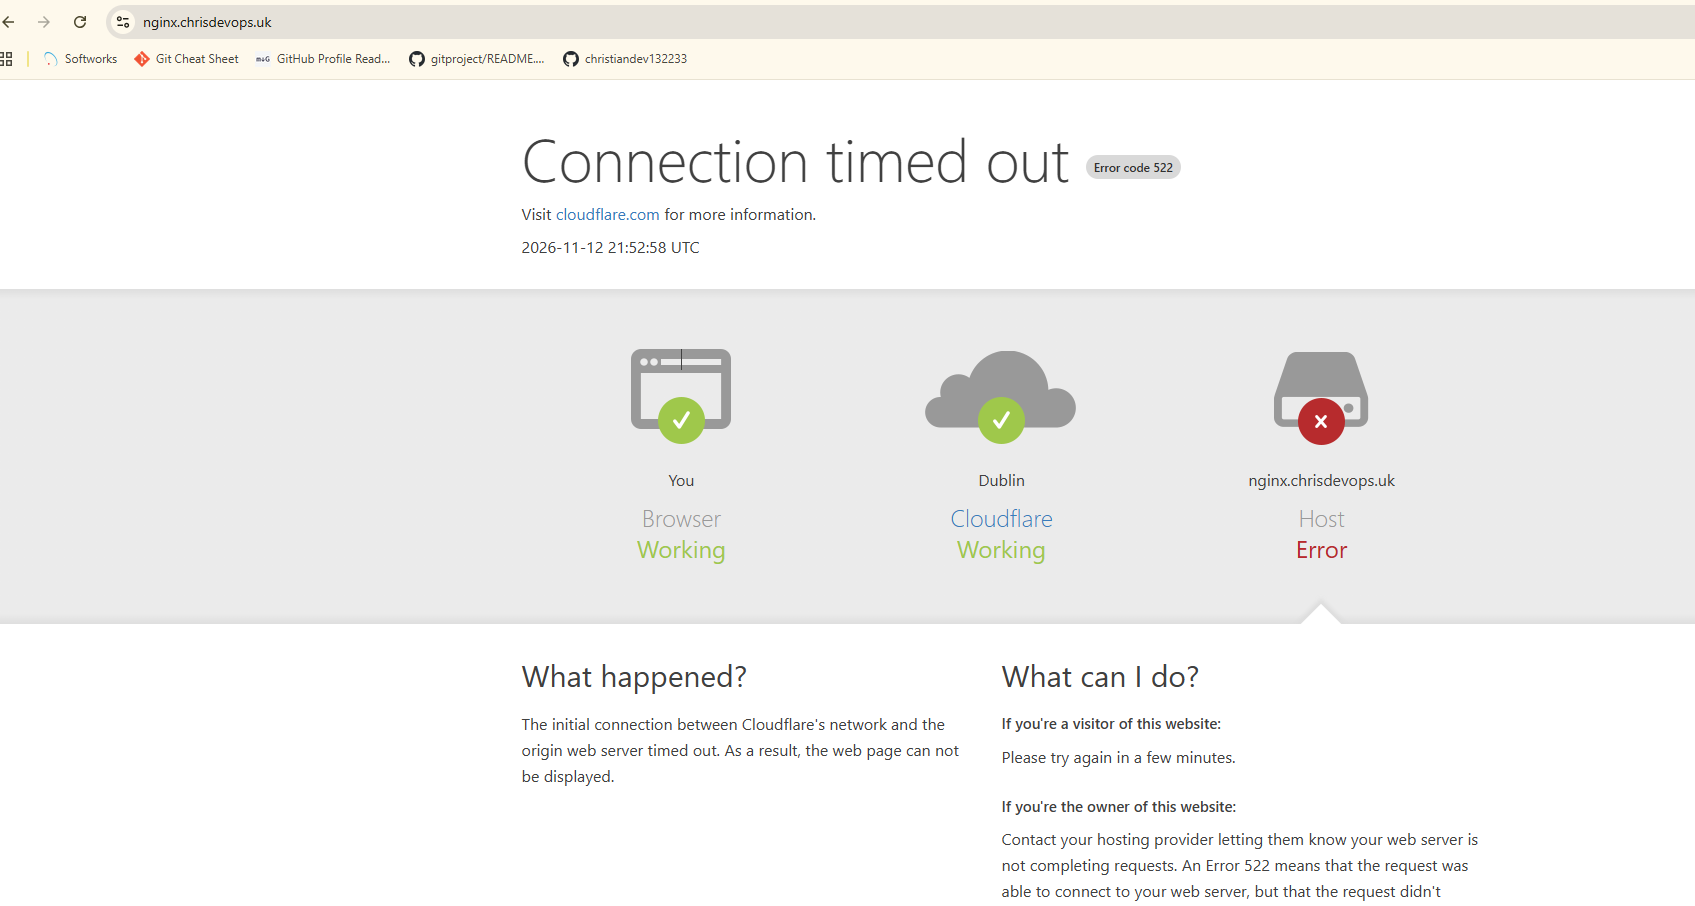 nginx.chrisdevops.uk
Softworks
Git Cheat Sheet
GitHub Profile Read...
gitproject/README....
christiandev132233
Connection timed out Error code 522
Visit cloudflare.com for more information.
2026-11-12 21:52:58 UTC
You
Browser
Working
Dublin
Cloudflare
Working
nginx.chrisdevops.uk
Host
Error
What happened?
The initial connection between Cloudflare's network and the
origin web server timed out. As a result, the web page can not
be displayed.
What can I do?
If you're a visitor of this website:
Please try again in a few minutes.
If you're the owner of this website:
Contact your hosting provider letting them know your web server is
not completing requests. An Error 522 means that the request was
able to connect to your web server, but that the request didn't